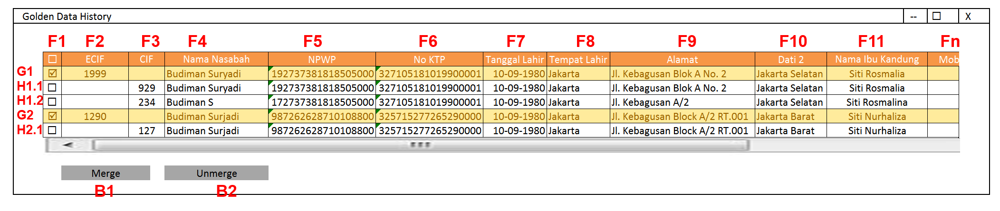 Golden Data History -- X
F1 F2 F3 F4 F5 F6 F7 F8 F9 F10 F11 Fn
ECIF CIF Nama Nasabah NPWP No KTP Tanggal Lahir Tempat Lahir Alamat Dati 2 Nama Ibu Kandung Mob
G1 1999 Budiman Suryadi 192737381818505000 327105181019900001 10-09-1980 Jakarta Jl. Kebagusan Blok A No. 2 Jakarta Selatan Siti Rosmalia
H1.1 929 Budiman Suryadi 192737381818505000 327105181019900001 10-09-1980 Jakarta Jl. Kebagusan Blok A No. 2 Jakarta Selatan Siti Rosmalia
H1.2 234 Budiman S 172737381818505000 327105181019900001 10-09-1980 Jakarta Jl. Kebagusan A/2 Jakarta Selatan Siti Rosmalina
G2 1290 Budiman Surjadi 987262628710108800 325715277265290000 10-09-1980 Jakarta Jl. Kebagusan Block A/2 RT.001 Jakarta Barat Siti Nurhaliza
H2.1 127 Budiman Surjadi 987262628710108800 325715277265290000 10-09-1980 Jakarta Jl. Kebagusan Block A/2 RT.001 Jakarta Barat Siti Nurhaliza
Merge Unmerge
B1 B2